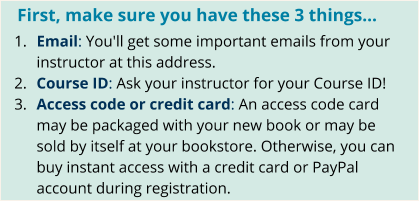 First, make sure you have these 3 things...
1. Email: You'll get some important emails from your
instructor at this address.
2. Course ID: Ask your instructor for your Course ID!
3. Access code or credit card: An access code card
may be packaged with your new book or may be
sold by itself at your bookstore. Otherwise, you can
buy instant access with a credit card or PayPal
account during registration.